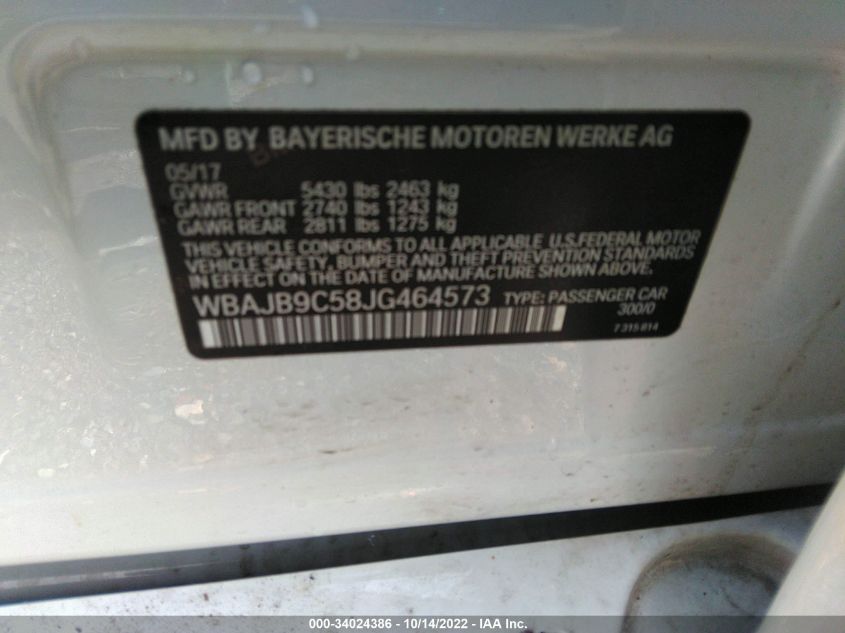 MFD BY BAYERISCHE MOTOREN WERKE AG
05/17
GVWR 5430 lbs 2463 kg
GAWR FRONT 2740 lbs 1243 kg
GAWR REAR 2811 lbs 1275 kg
THIS VEHICLE CONFORMS TO ALL APPLICABLE U.S.FEDERAL MOTOR
VEHICLE SAFETY, BUMPER AND THEFT PREVENTION STANDARDS
IN EFFECT ON THE DATE OF MANUFACTURE SHOWN ABOVE.
WBAJB9C58JG464573 TYPE: PASSENGER CAR
300/0
7 315 814
000-34024386 - 10/14/2022 - IAA Inc.